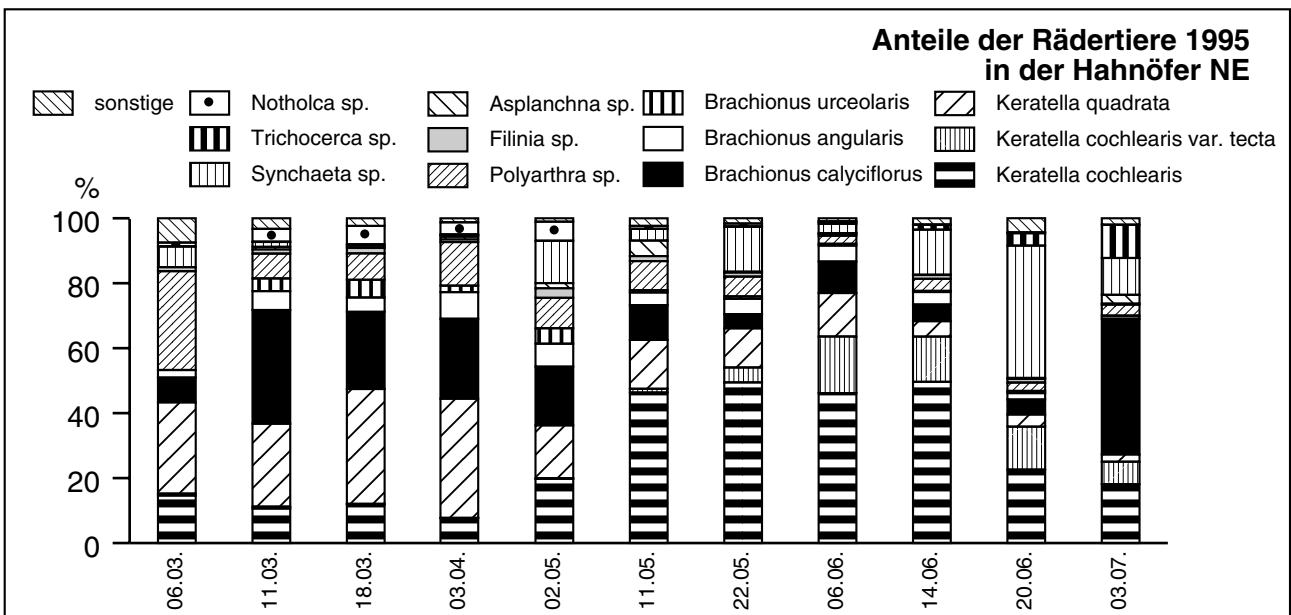 Anteile der Rädertiere 1995
in der Hahnöfer NE
sonstige
Notholca sp.
Asplanchna sp.
Brachionus urceolaris
Keratella quadrata
Trichocerca sp.
Filinia sp.
Brachionus angularis
Keratella cochlearis var. tecta
Synchaeta sp.
Polyarthra sp.
Brachionus calyciflorus
Keratella cochlearis
%
100
80
60
40
20
0
06.03.
11.03.
18.03.
03.04.
02.05.
11.05.
22.05.
06.06.
14.06.
20.06.
03.07.